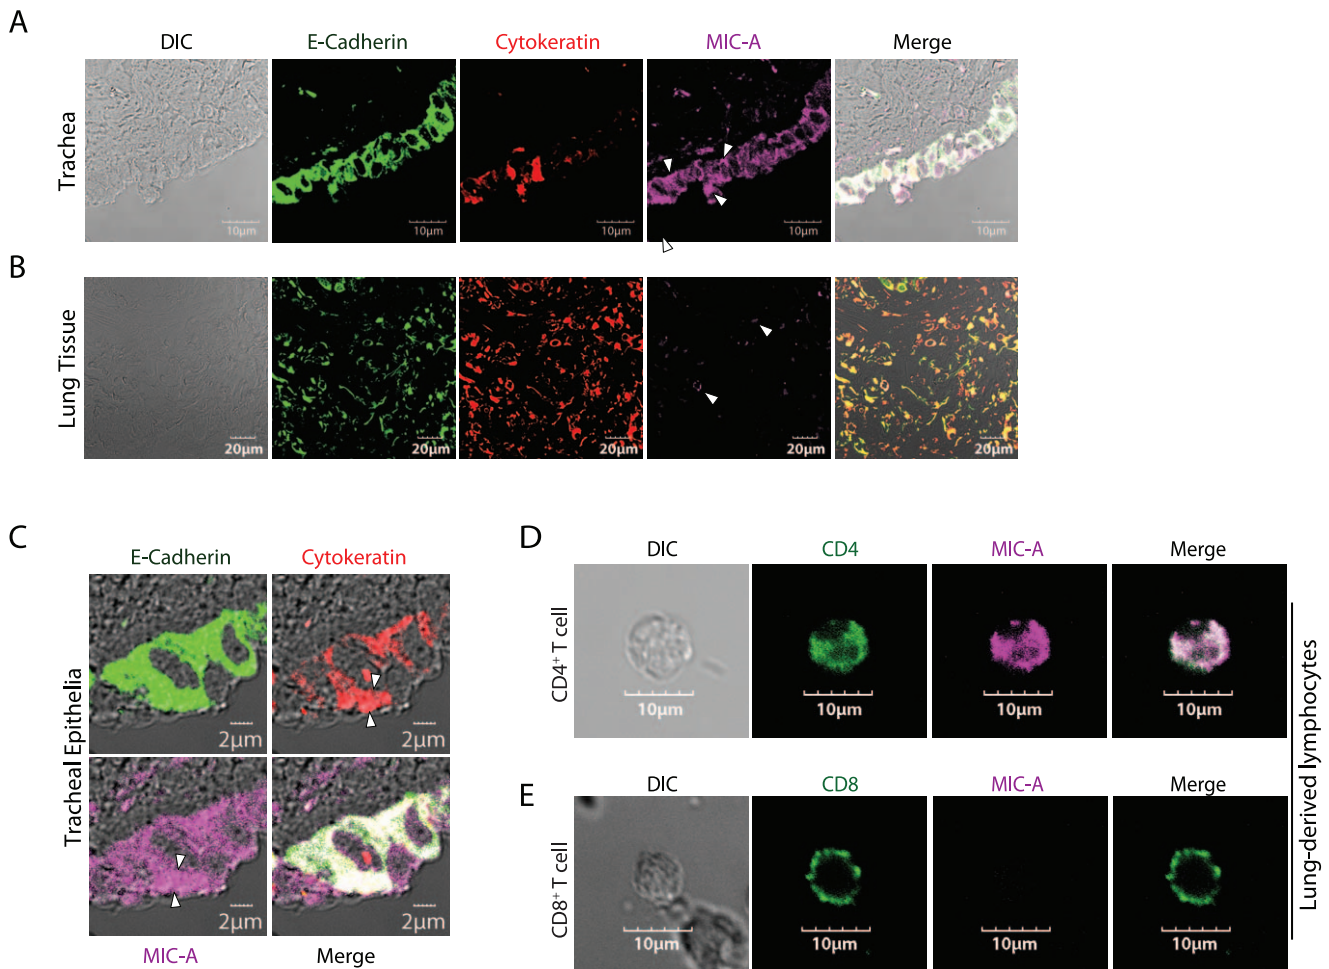 A
DIC
E-Cadherin
Cytokeratin
MIC-A
Merge
Trachea
10µm
10µm
10µm
10µm
10µm
B
Lung Tissue
20µm
20µm
20µm
20µm
20µm
C
E-Cadherin
Cytokeratin
Tracheal Epithelia
2µm
2µm
2µm
2µm
MIC-A
Merge
D
DIC
CD4
MIC-A
Merge
CD4+ T cell
10µm
10µm
10µm
10µm
E
DIC
CD8
MIC-A
Merge
CD8+ T cell
10µm
10µm
10µm
10µm
Lung-derived lymphocytes